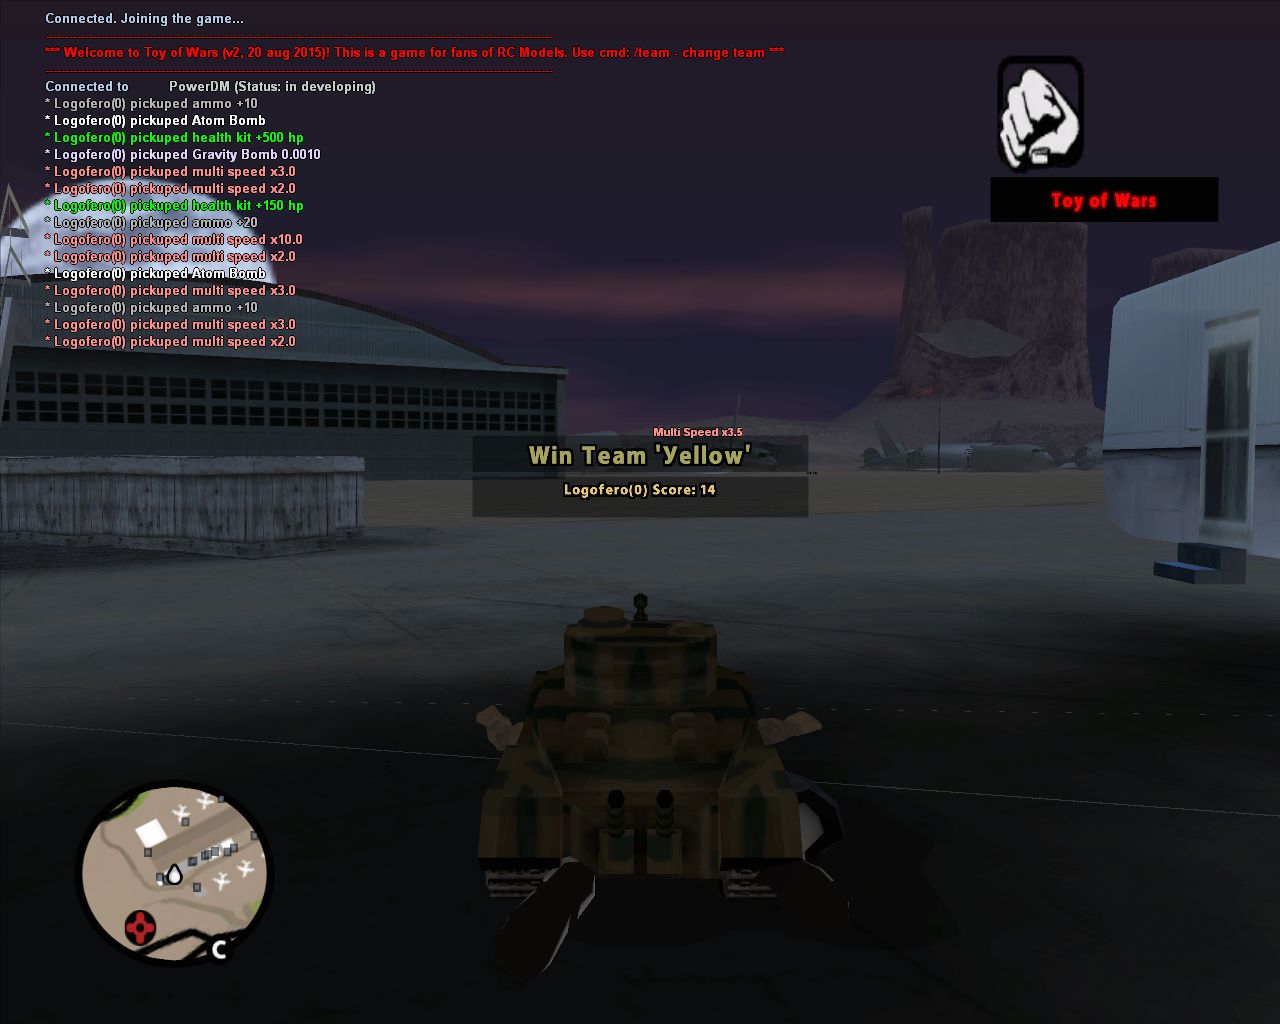 Connected. Joining the game...
*** Welcome to Toy of Wars (v2, 20 aug 2015)! This is a game for fans of RC Models. Use cmd: /team - change team ***
Connected to PowerDM (Status: in developing)
* Logofero(0) pickuped ammo +10
* Logofero(0) pickuped Atom Bomb
* Logofero(0) pickuped health kit +500 hp
* Logofero(0) pickuped Gravity Bomb 0.0010
* Logofero(0) pickuped multi speed x3.0
* Logofero(0) pickuped multi speed x2.0
* Logofero(0) pickuped health kit +150 hp
* Logofero(0) pickuped ammo +20
* Logofero(0) pickuped multi speed x10.0
* Logofero(0) pickuped multi speed x2.0
* Logofero(0) pickuped Atom Bomb
* Logofero(0) pickuped multi speed x3.0
* Logofero(0) pickuped ammo +10
* Logofero(0) pickuped multi speed x3.0
* Logofero(0) pickuped multi speed x2.0
Toy of Wars
Multi Speed x3.5
Win Team 'Yellow'
Logofero(0) Score: 14
C